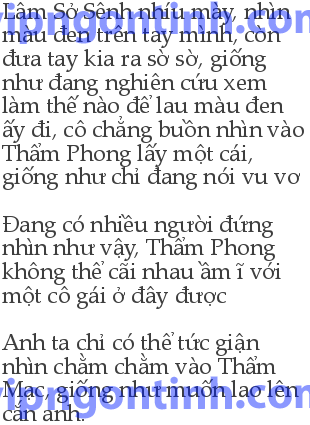 Lâm Sở Sênh nhíu mày, nhìn
màu đen trên tay mình, còn
đưa tay kia ra sờ sờ, giống
như đang nghiên cứu xem
làm thế nào để lau màu đen
ấy đi, cô chẳng buồn nhìn vào
Thẩm Phong lấy một cái,
giống như chỉ đang nói vu vơ
Đang có nhiều người đứng
nhìn như vậy, Thẩm Phong
không thể cãi nhau ầm ĩ với
một cô gái ở đây được
Anh ta chỉ có thể tức giận
nhìn chằm chằm vào Thẩm
Mạc, giống như muốn lao lên
cắn anh.
vipngontinh.com
vipngontinh.com